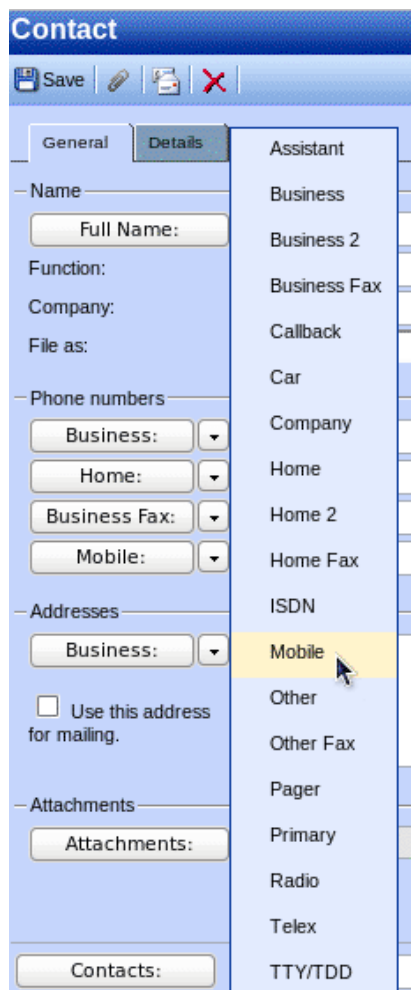 Contact
Save
General
Details
Name
Full Name:
Function:
Company:
File as:
Phone numbers
Business:
Home:
Business Fax:
Mobile:
Addresses
Business:
Use this address
for mailing.
Attachments
Attachments:
Contacts:
Assistant
Business
Business 2
Business Fax
Callback
Car
Company
Home
Home 2
Home Fax
ISDN
Mobile
Other
Other Fax
Pager
Primary
Radio
Telex
TTY/TDD